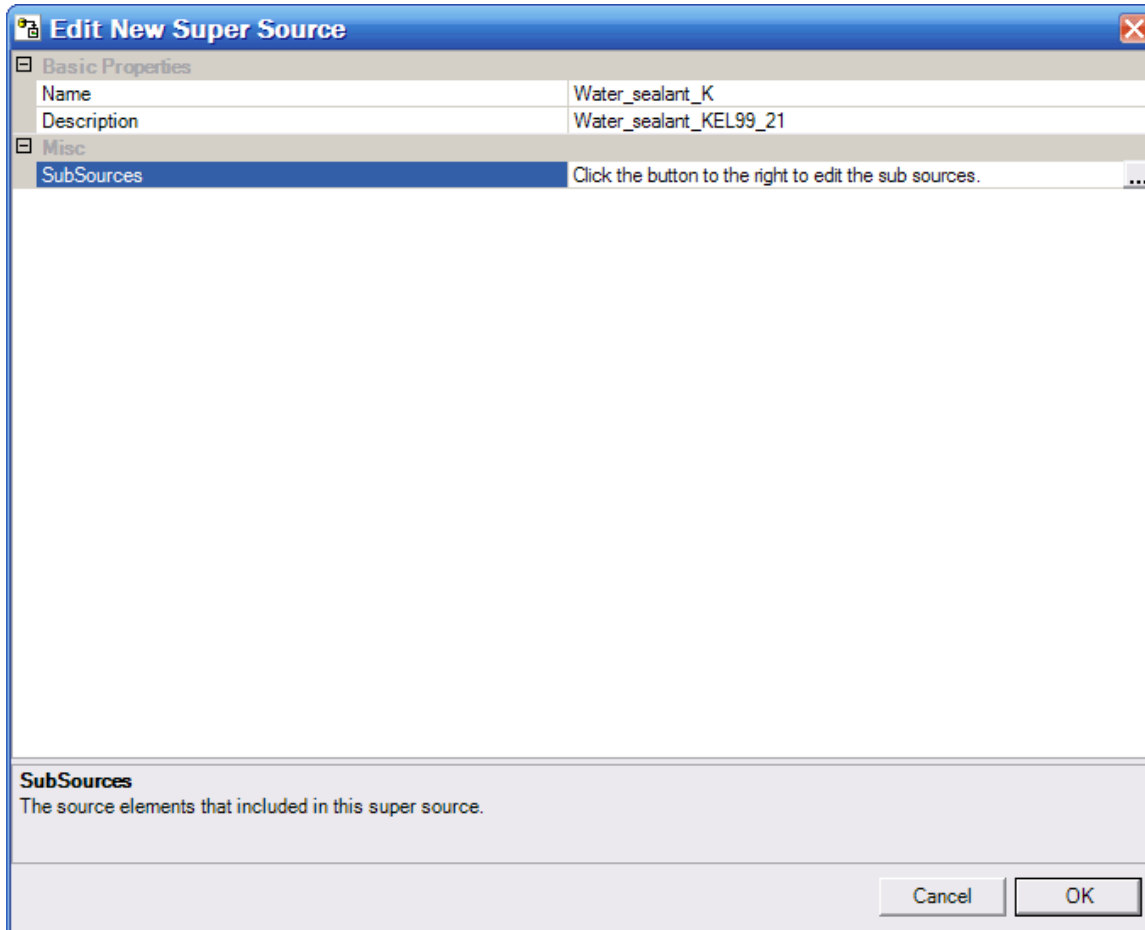 Edit New Super Source
Basic Properties
Name Water_sealant_K
Description Water_sealant_KEL99_21
Misc
SubSources Click the button to the right to edit the sub sources. ...
SubSources
The source elements that included in this super source.
Cancel OK